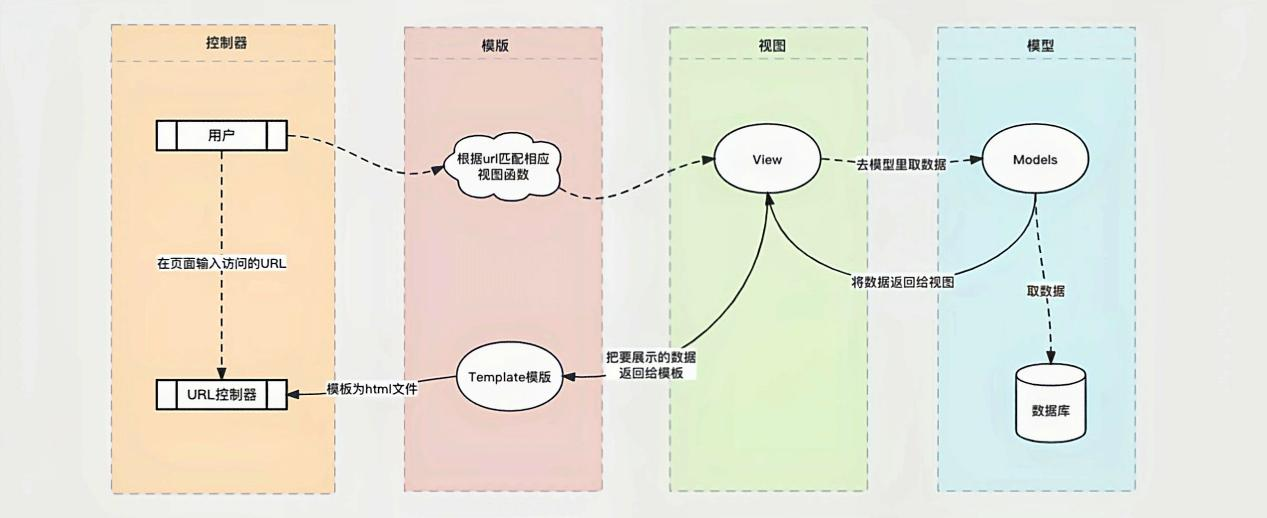 控制器
模版
视图
模型
用户
根据url匹配相应
视图函数
View
去模型里取数据
Models
在页面输入访问的URL
将数据返回给视图
取数据
把要展示的数据
返回给模板
URL控制器
模板为html文件
Template模版
数据库